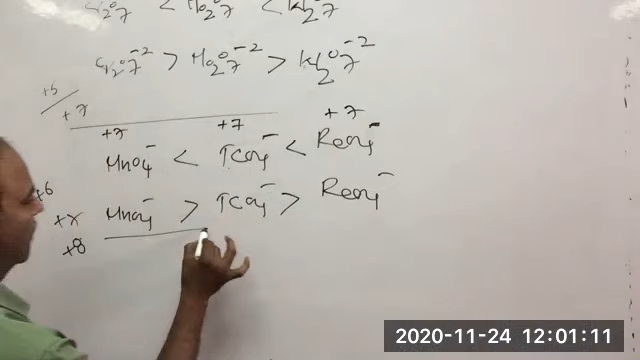 Cr2O7 < Mo2O7 < W2O7
Cr2O7-2 > Mo2O7-2 > W2O7-2
+5
+7
+7 +7 +7
MnO4- < TcO4- < ReO4-
+6
+7 MnO4- > TcO4- > ReO4-
+8
2020-11-24 12:01:11